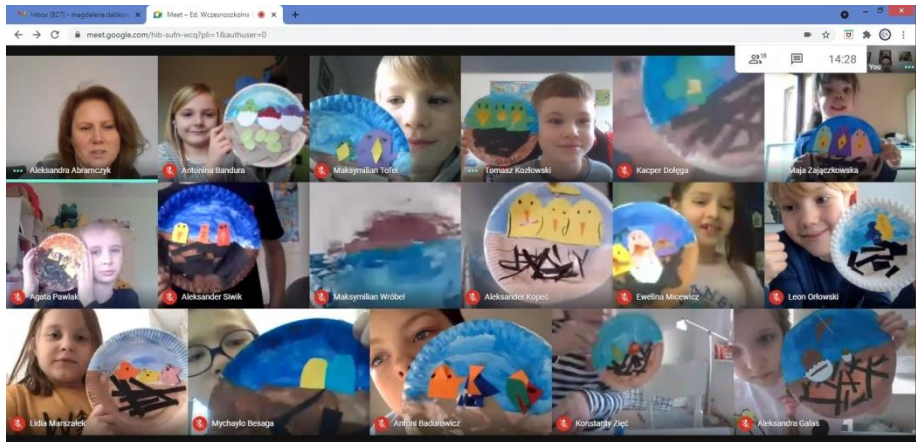 Inbox (827) - magdalena.dabkow
Meet – Ed. Wczesnoszkolna
meet.google.com/hib-sufn-wcq?pli=1&authuser=0
18
14:28
You
Aleksandra Abramczyk
Antonina Bandura
Maksymilian Tofel
Tomasz Kozłowski
Kacper Dołęga
Maja Zajączkowska
Agata Pawlak
Aleksander Siwik
Maksymilian Wróbel
Aleksander Kopeć
Ewelina Micewicz
Leon Orłowski
Lidia Marszałek
Mychaylo Besaga
Antoni Badurowicz
Konstanty Zięć
Aleksandra Galas